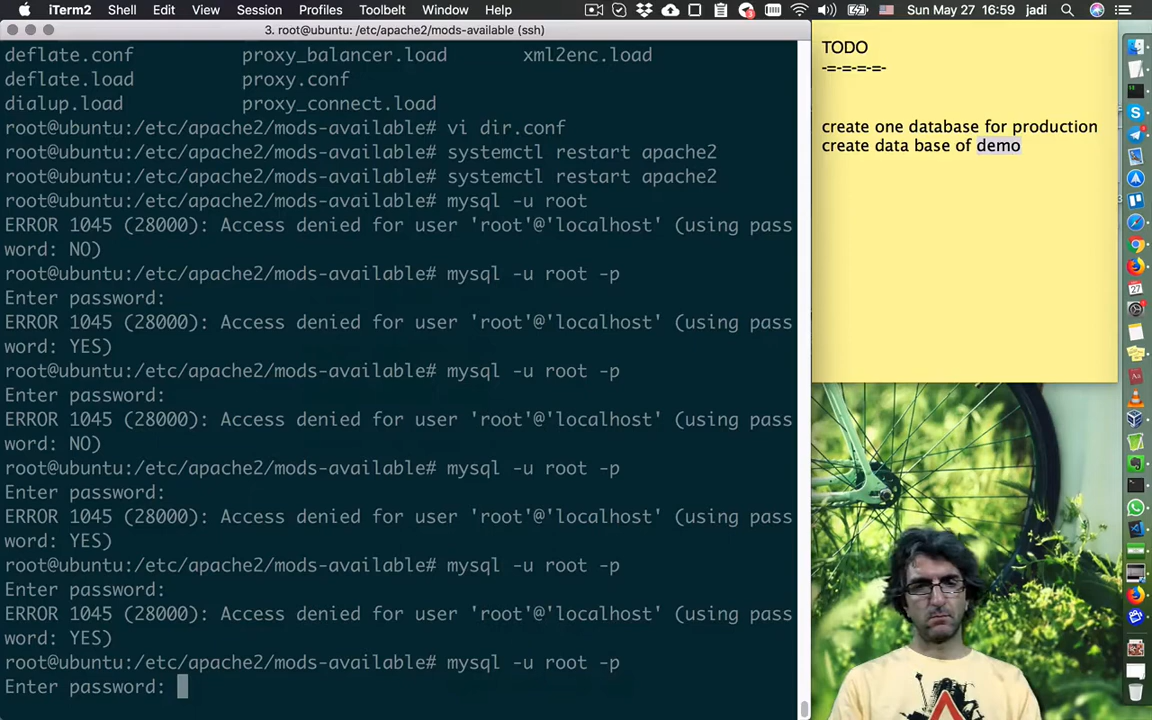 iTerm2 Shell Edit View Session Profiles Toolbelt Window Help Sun May 27 16:59 jadi
3. root@ubuntu: /etc/apache2/mods-available (ssh)
deflate.conf proxy_balancer.load xml2enc.load
deflate.load proxy.conf
dialup.load proxy_connect.load
root@ubuntu:/etc/apache2/mods-available# vi dir.conf
root@ubuntu:/etc/apache2/mods-available# systemctl restart apache2
root@ubuntu:/etc/apache2/mods-available# systemctl restart apache2
root@ubuntu:/etc/apache2/mods-available# mysql -u root
ERROR 1045 (28000): Access denied for user 'root'@'localhost' (using pass
word: NO)
root@ubuntu:/etc/apache2/mods-available# mysql -u root -p
Enter password:
ERROR 1045 (28000): Access denied for user 'root'@'localhost' (using pass
word: YES)
root@ubuntu:/etc/apache2/mods-available# mysql -u root -p
Enter password:
ERROR 1045 (28000): Access denied for user 'root'@'localhost' (using pass
word: NO)
root@ubuntu:/etc/apache2/mods-available# mysql -u root -p
Enter password:
ERROR 1045 (28000): Access denied for user 'root'@'localhost' (using pass
word: YES)
root@ubuntu:/etc/apache2/mods-available# mysql -u root -p
Enter password:
ERROR 1045 (28000): Access denied for user 'root'@'localhost' (using pass
word: YES)
root@ubuntu:/etc/apache2/mods-available# mysql -u root -p
Enter password:
TODO
-=-=-=-=-
create one database for production
create data base of demo